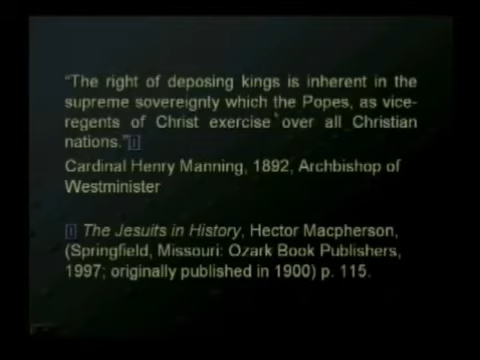 “The right of deposing kings is inherent in the
supreme sovereignty which the Popes, as vice-
regents of Christ exercise over all Christian
nations.”[i]
Cardinal Henry Manning, 1892, Archbishop of
Westminister
[i] The Jesuits in History, Hector Macpherson,
(Springfield, Missouri: Ozark Book Publishers,
1997; originally published in 1900) p. 115.